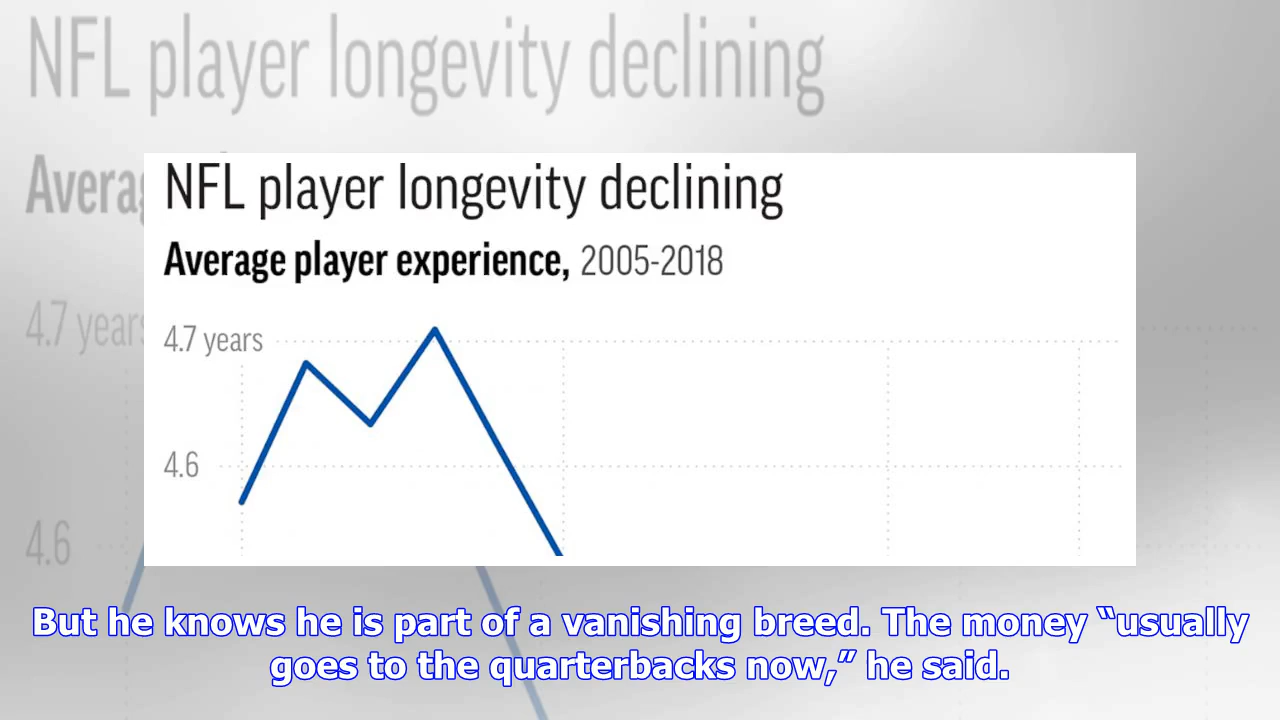 NFL player longevity declining
Avera
4.7 years
4.6
NFL player longevity declining
Average player experience, 2005-2018
4.7 years
4.6
But he knows he is part of a vanishing breed. The money “usually
goes to the quarterbacks now,” he said.